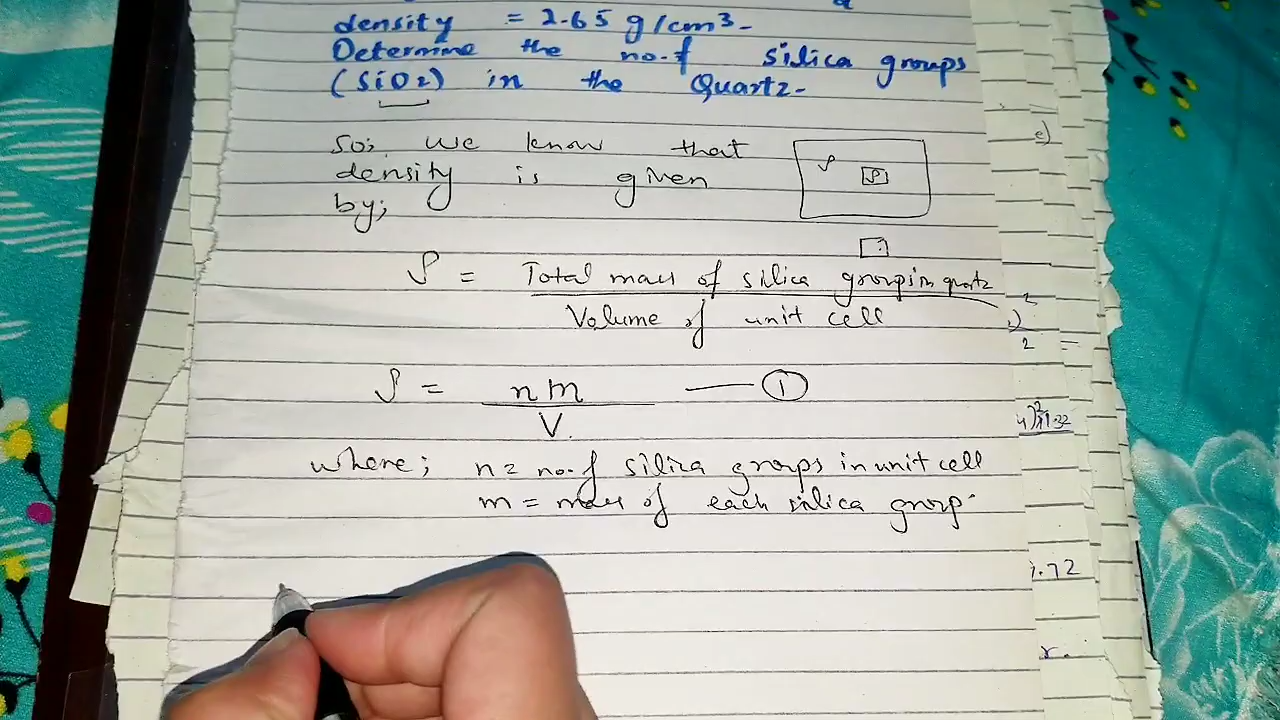 density = 2.65 g/cm3-
Determine the no.of silica groups
(SiO2) in the Quartz-
So; we know that
density is given
by;
ρ = Total mass of silica groups in quartz
Volume of unit cell
ρ = nm ①
V.
where; n = no.of silica groups in unit cell
m = mass of each silica group.